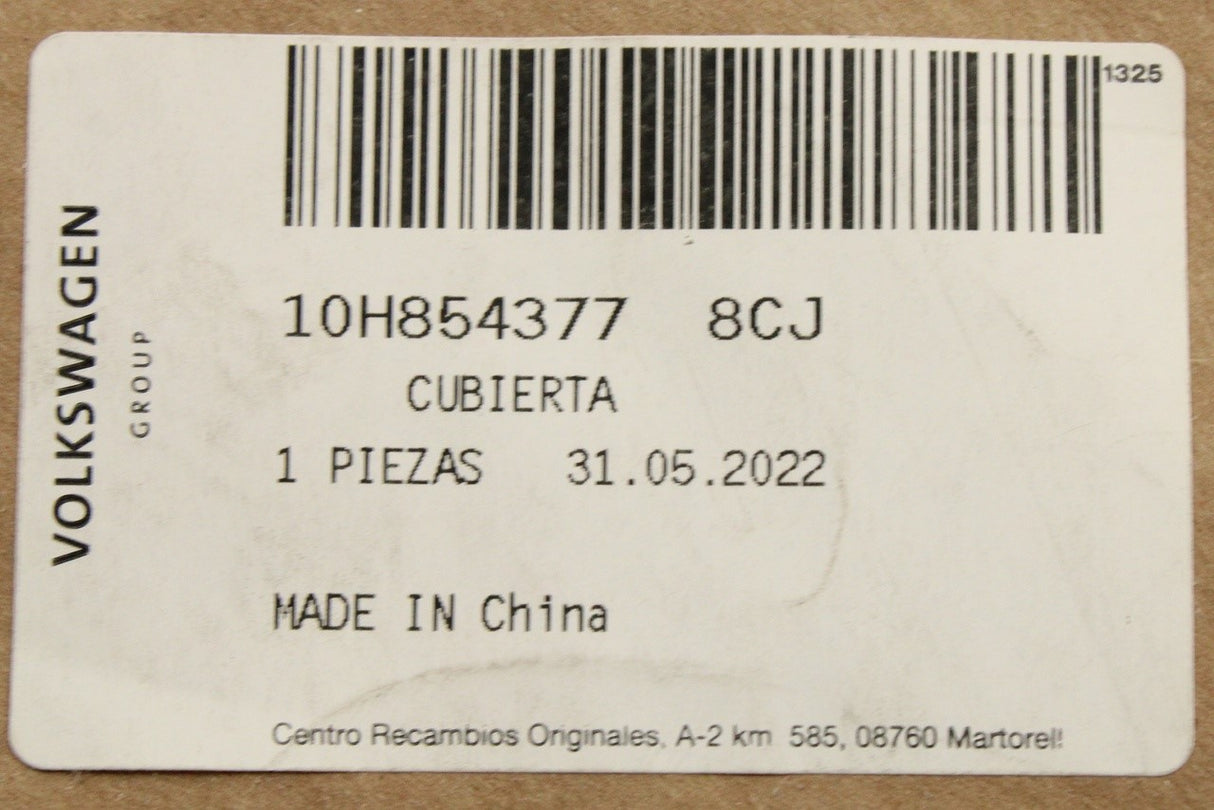 VOLKSWAGEN
GROUP
1325
10H854377 8CJ
CUBIERTA
1 PIEZAS 31.05.2022
MADE IN China
Centro Recambios Originales, A-2 km 585, 08760 Martorell